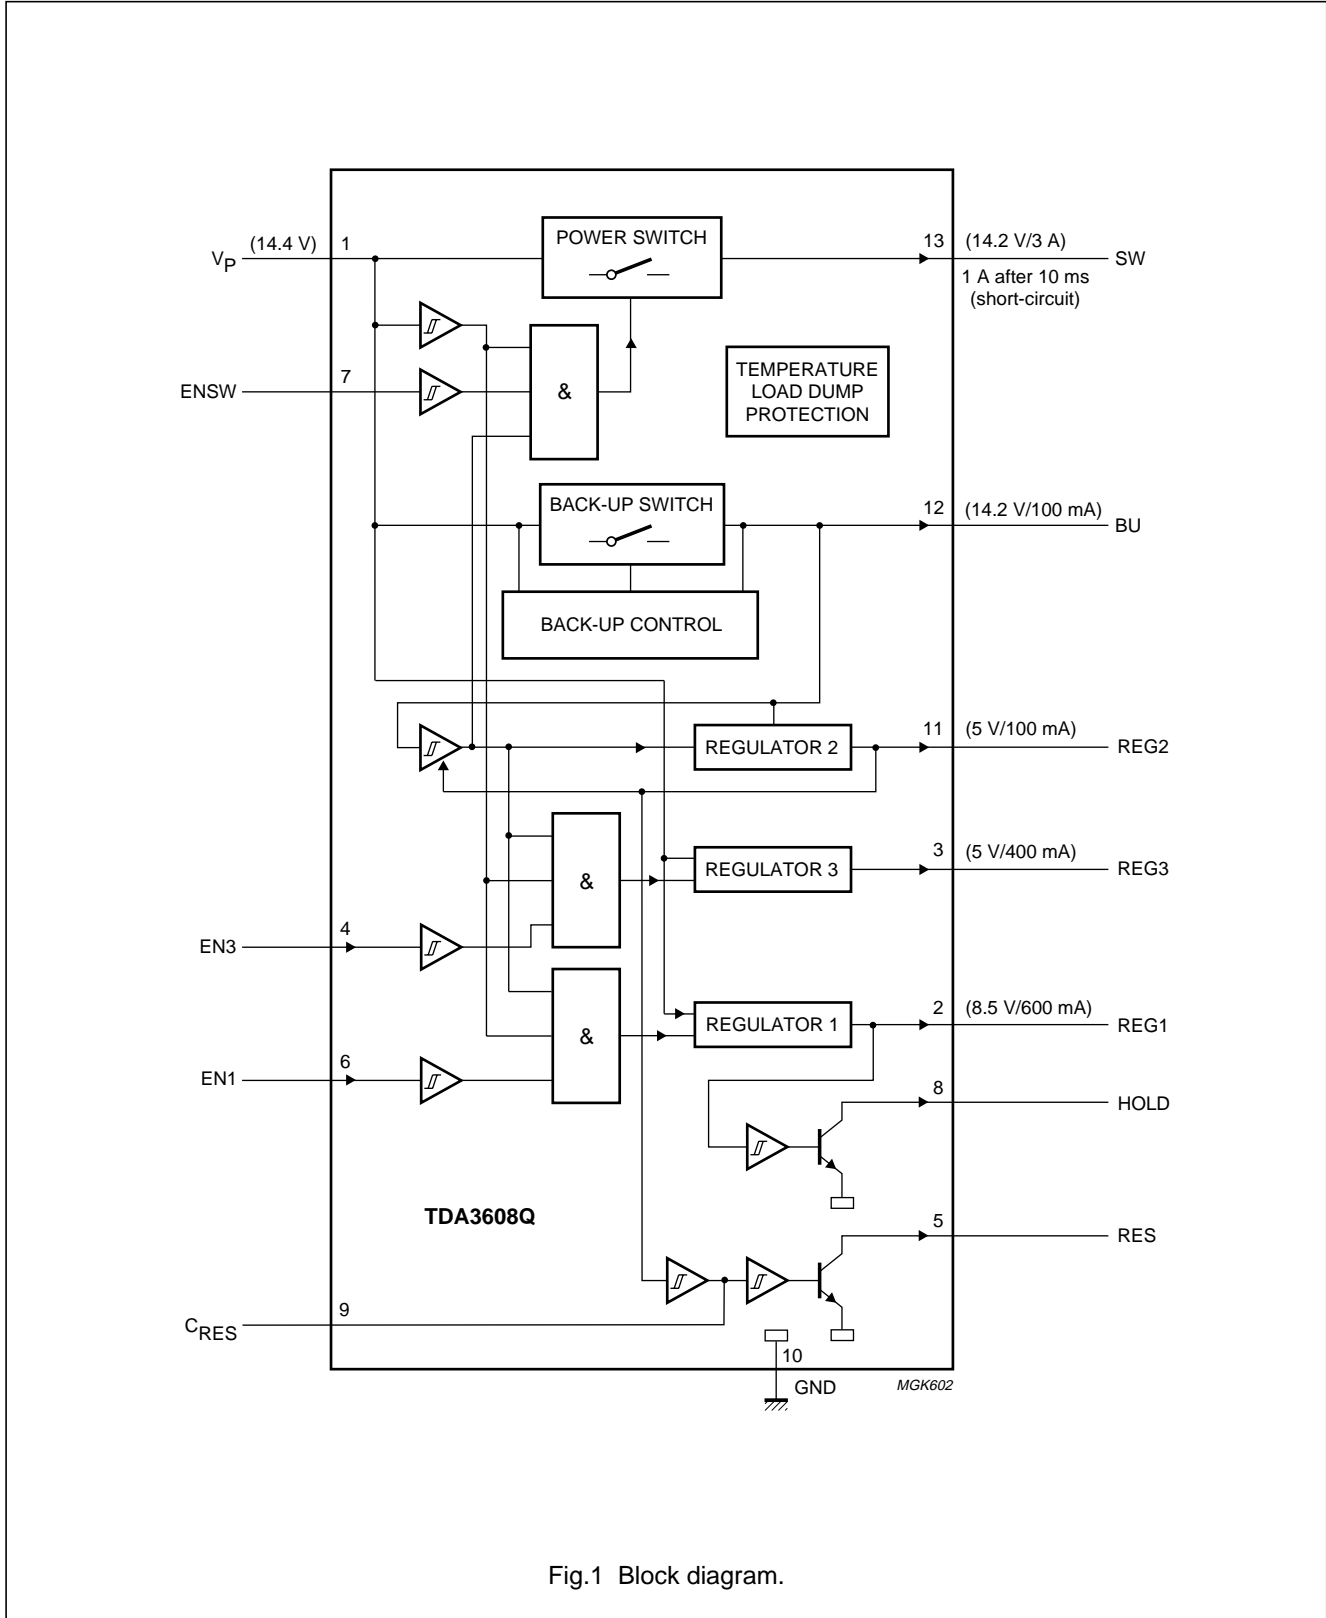 POWER SWITCH
VP (14.4 V) 1
13 (14.2 V/3 A) SW
1 A after 10 ms
(short-circuit)
ENSW 7
&
TEMPERATURE
LOAD DUMP
PROTECTION
BACK-UP SWITCH
12 (14.2 V/100 mA) BU
BACK-UP CONTROL
REGULATOR 2
11 (5 V/100 mA) REG2
&
REGULATOR 3
3 (5 V/400 mA) REG3
EN3 4
&
REGULATOR 1
2 (8.5 V/600 mA) REG1
EN1 6
8 HOLD
TDA3608Q
5 RES
CRES 9
10
GND
MGK602
Fig.1 Block diagram.